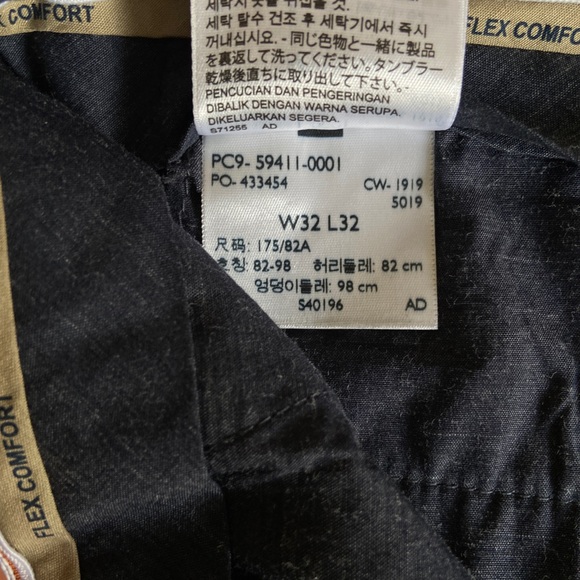 FLEX COMFORT
세탁 탈수 건조 후 세탁기에서 즉시
꺼내십시오. - 同じ色物と一緒に製品
を裏返して洗ってください。タンブラー
乾燥後直ちに取り出して下さい。
PENCUCIAN DAN PENGERINGAN
DIBALIK DENGAN WARNA SERUPA.
DIKELUARKAN SEGERA.
S71255 AD
FLEX COMFORT
PC9- 59411-0001
PO- 433454 CW- 1919
5019
W32 L32
尺码: 175/82A
호칭: 82-98 허리둘레: 82 cm
엉덩이둘레: 98 cm
S40196 AD
FLEX COMFORT